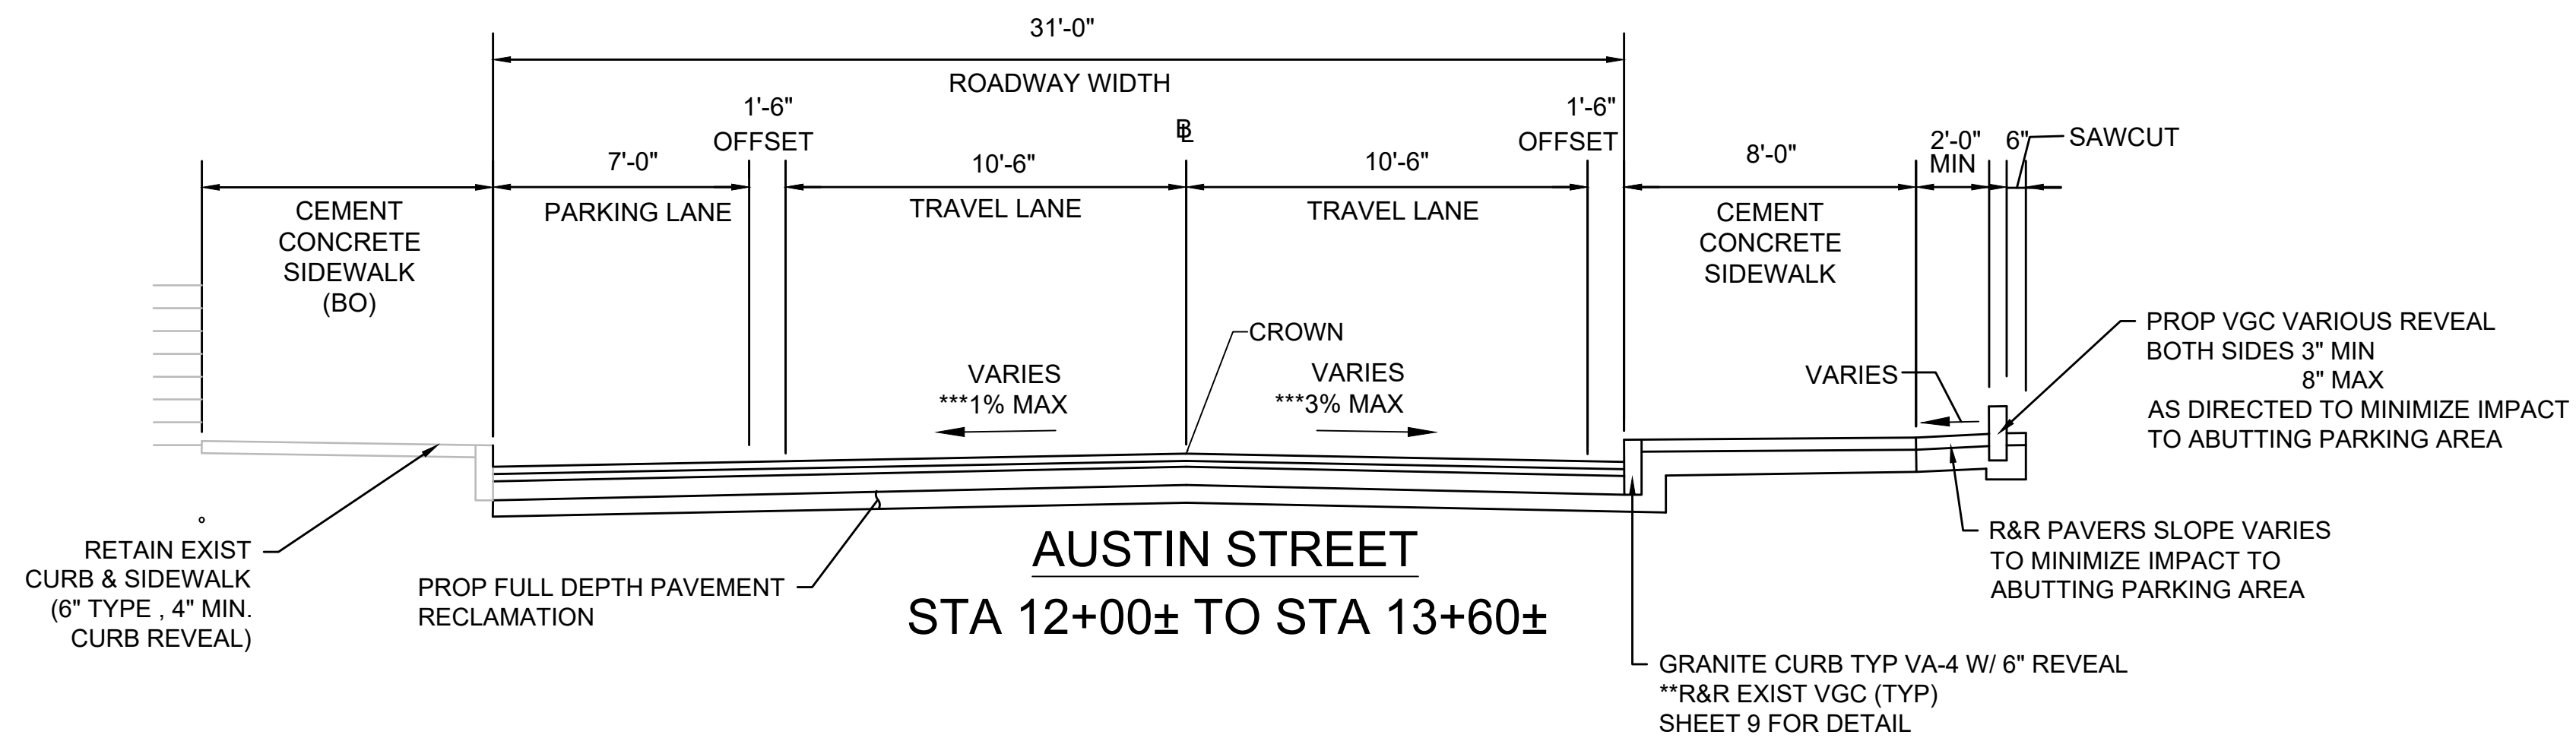 31'-0"
ROADWAY WIDTH
1'-6"
OFFSET
1'-6"
OFFSET
BL
7'-0"
PARKING LANE
10'-6"
TRAVEL LANE
10'-6"
TRAVEL LANE
8'-0"
2'-0"
MIN
6"
SAWCUT
CEMENT
CONCRETE
SIDEWALK
(BO)
CEMENT
CONCRETE
SIDEWALK
CROWN
VARIES
***1% MAX
VARIES
***3% MAX
VARIES
PROP VGC VARIOUS REVEAL
BOTH SIDES 3" MIN
8" MAX
AS DIRECTED TO MINIMIZE IMPACT
TO ABUTTING PARKING AREA
RETAIN EXIST
CURB & SIDEWALK
(6" TYPE , 4" MIN.
CURB REVEAL)
PROP FULL DEPTH PAVEMENT
RECLAMATION
AUSTIN STREET
STA 12+00± TO STA 13+60±
R&R PAVERS SLOPE VARIES
TO MINIMIZE IMPACT TO
ABUTTING PARKING AREA
GRANITE CURB TYP VA-4 W/ 6" REVEAL
**R&R EXIST VGC (TYP)
SHEET 9 FOR DETAIL